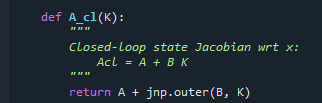 def A_cl(K):
    """
    Closed-loop state Jacobian wrt x:
        Acl = A + B K
    """
    return A + jnp.outer(B, K)